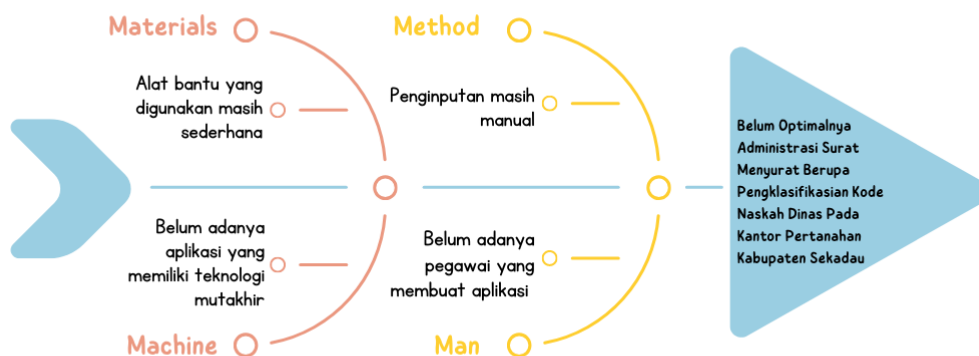 Materials
Alat bantu yang
digunakan masih
sederhana
Method
Penginputan masih
manual
Belum adanya
aplikasi yang
memiliki teknologi
mutakhir
Machine
Belum adanya
pegawai yang
membuat aplikasi
Man
Belum Optimalnya
Administrasi Surat
Menyurat Berupa
Pengklasifikasian Kode
Naskah Dinas Pada
Kantor Pertanahan
Kabupaten Sekadau